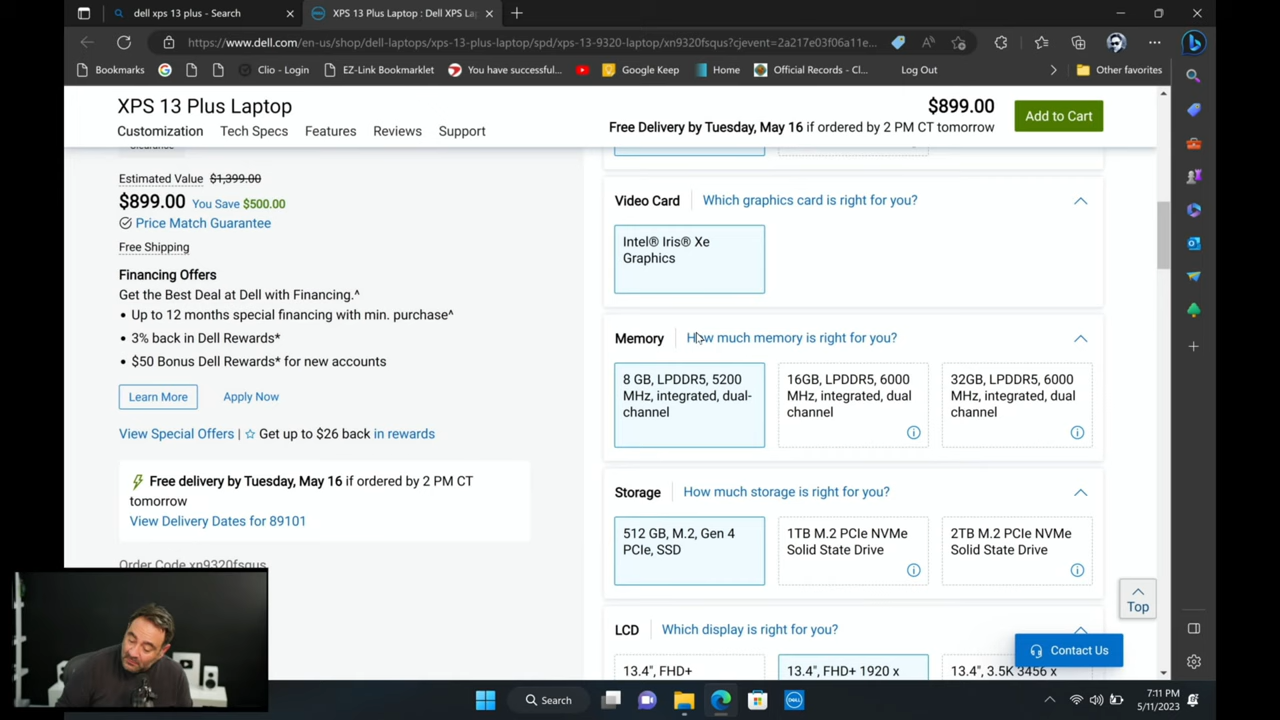 dell xps 13 plus - Search
XPS 13 Plus Laptop : Dell XPS La
https://www.dell.com/en-us/shop/dell-laptops/xps-13-plus-laptop/spd/xps-13-9320-laptop/xn9320fsqus?cjevent=2a217e03f06a11e...
Bookmarks
Clio - Login
EZ-Link Bookmarklet
You have successful...
Google Keep
Home
Official Records - Cl...
Log Out
Other favorites
XPS 13 Plus Laptop
$899.00
Add to Cart
Free Delivery by Tuesday, May 16 if ordered by 2 PM CT tomorrow
Customization Tech Specs Features Reviews Support
Clearance
Estimated Value $1,399.00
$899.00 You Save $500.00
Price Match Guarantee
Free Shipping
Financing Offers
Get the Best Deal at Dell with Financing.^
• Up to 12 months special financing with min. purchase^
• 3% back in Dell Rewards*
• $50 Bonus Dell Rewards* for new accounts
Learn More
Apply Now
View Special Offers | Get up to $26 back in rewards
Free delivery by Tuesday, May 16 if ordered by 2 PM CT
tomorrow
View Delivery Dates for 89101
Order Code xn9320fsqus
Video Card Which graphics card is right for you?
Intel® Iris® Xe
Graphics
Memory How much memory is right for you?
8 GB, LPDDR5, 5200
MHz, integrated, dual-
channel
16GB, LPDDR5, 6000
MHz, integrated, dual
channel
32GB, LPDDR5, 6000
MHz, integrated, dual
channel
Storage How much storage is right for you?
512 GB, M.2, Gen 4
PCIe, SSD
1TB M.2 PCIe NVMe
Solid State Drive
2TB M.2 PCIe NVMe
Solid State Drive
LCD Which display is right for you?
13.4", FHD+
13.4", FHD+ 1920 x
13.4", 3.5K 3456 x
Top
Contact Us
Search
DELL
7:11 PM
5/11/2023